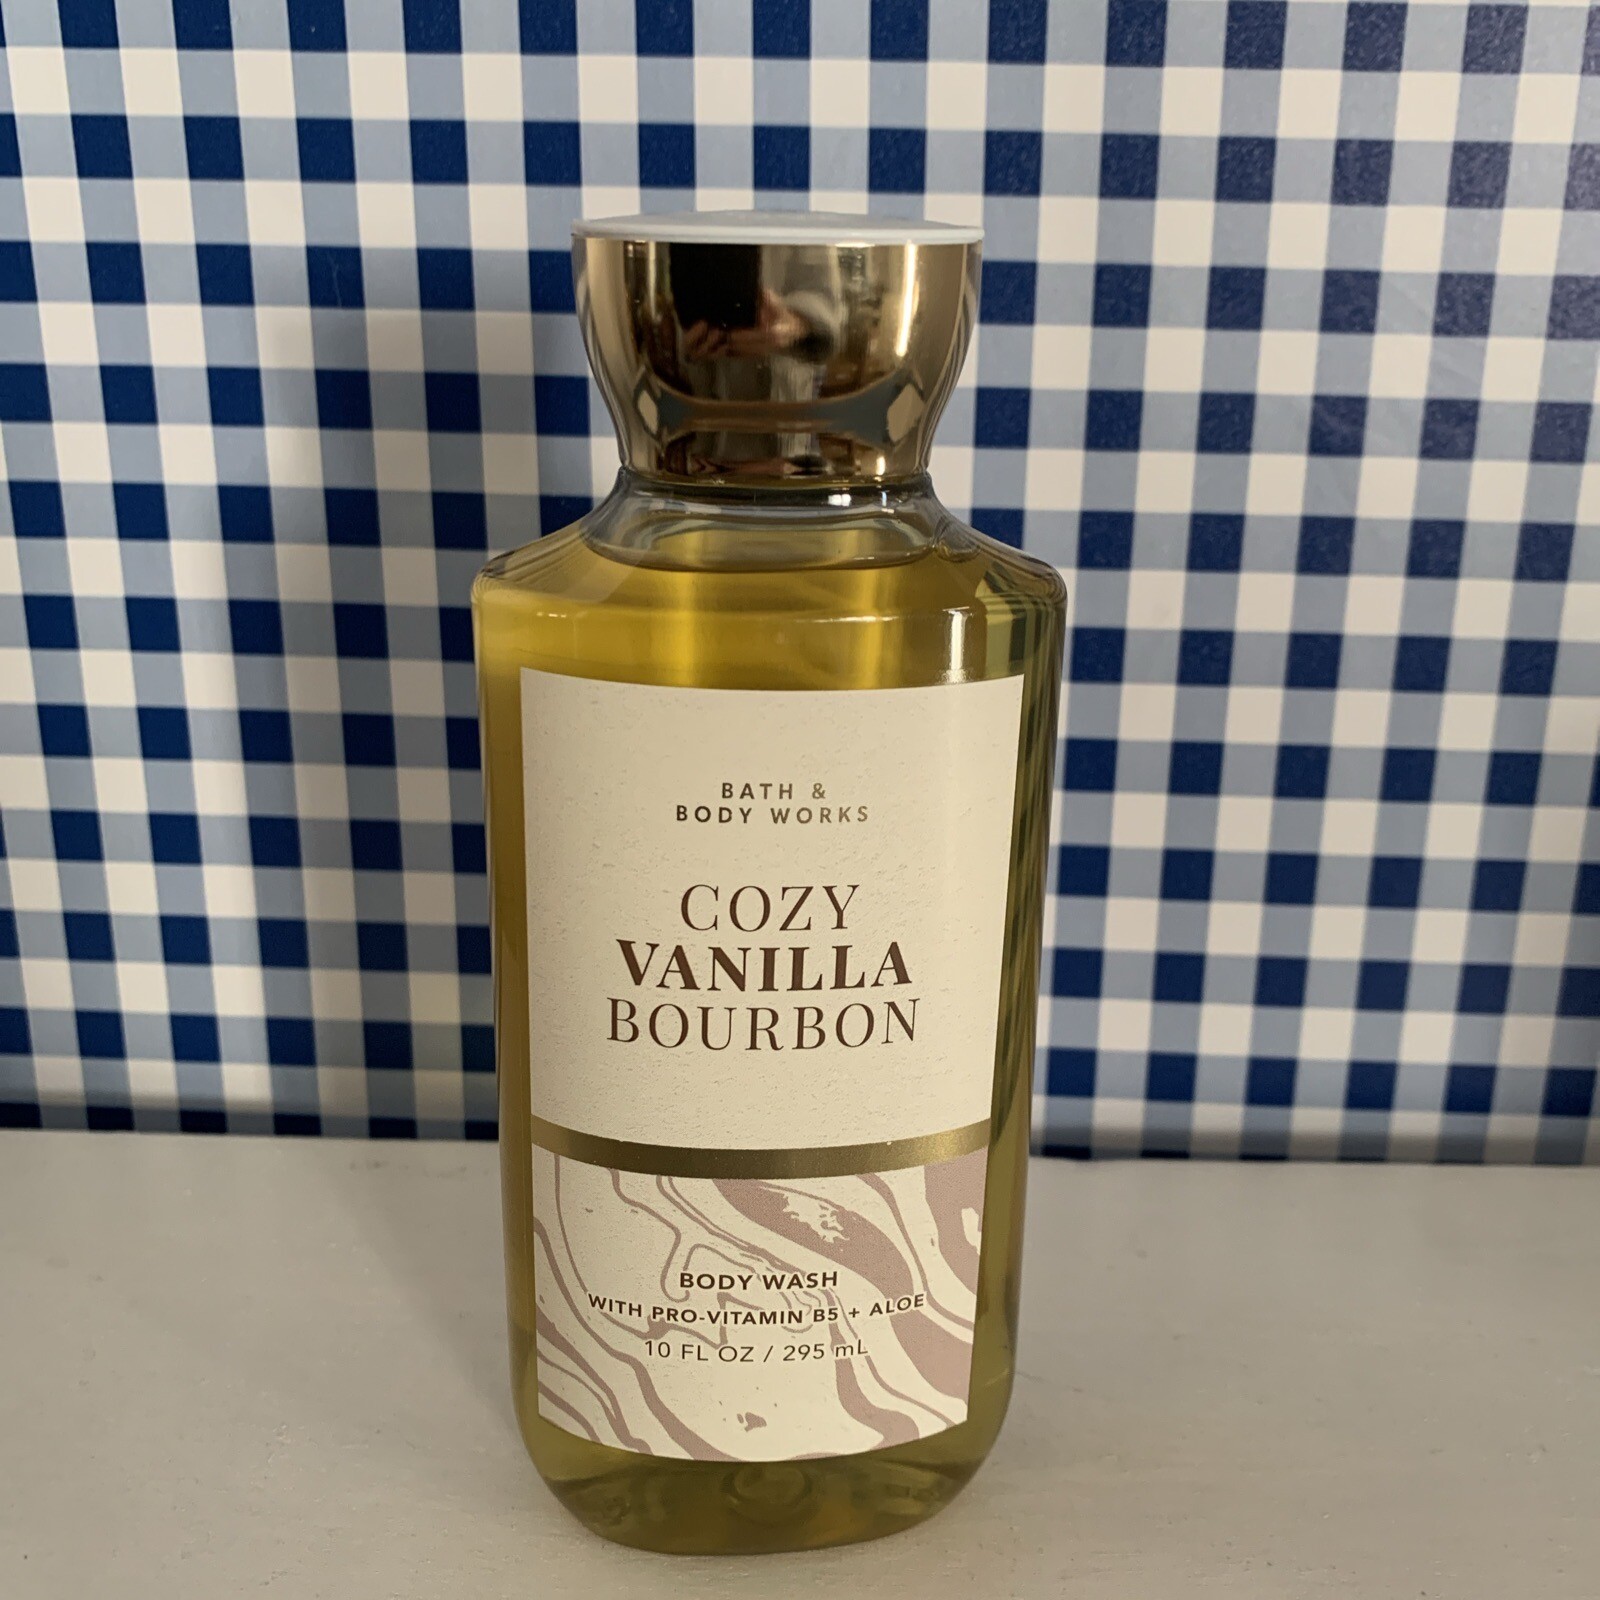 BATH &
BODY WORKS
COZY
VANILLA
BOURBON
BODY WASH
WITH PRO-VITAMIN B5 + ALOE
10 FL OZ / 295 mL